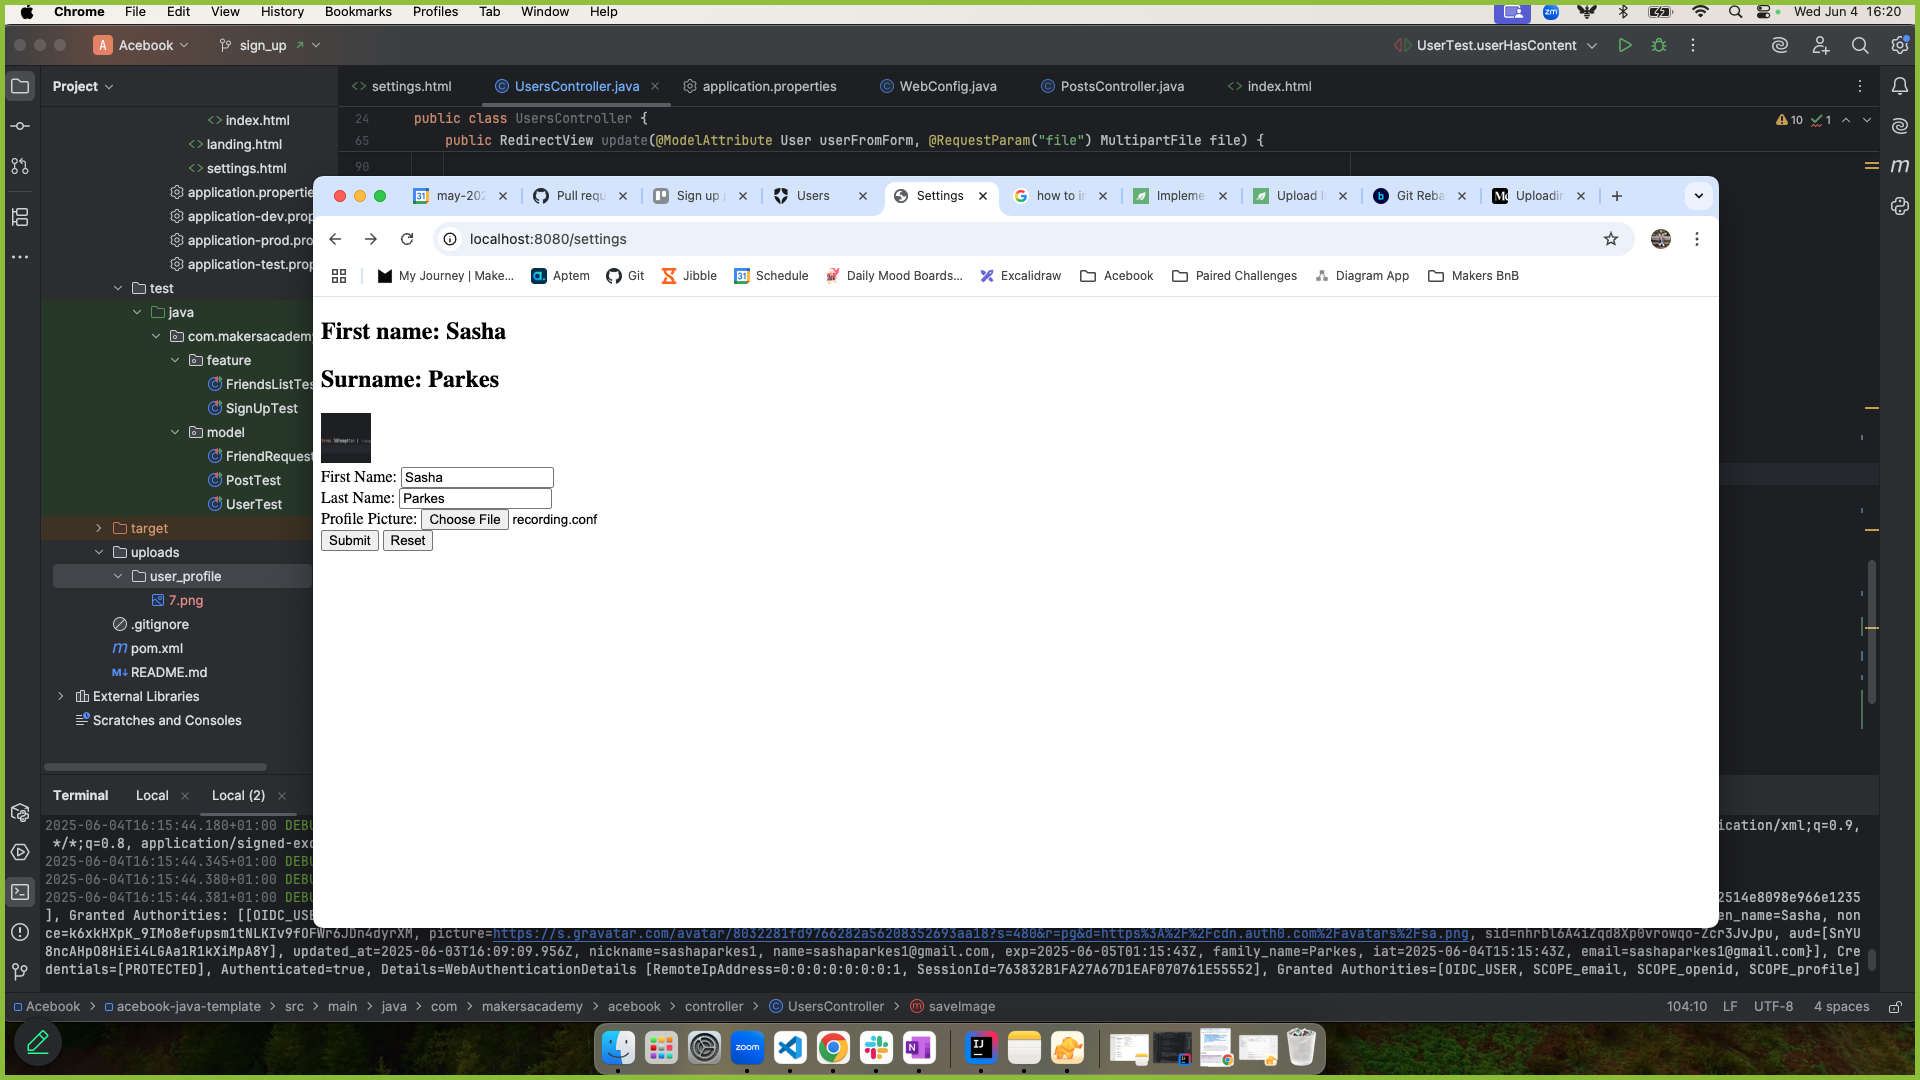 Chrome File Edit View History Bookmarks Profiles Tab Window Help
zm
Wed Jun 4 16:20
A Acebook
sign_up
UserTest.userHasContent
Project
settings.html
UsersController.java
application.properties
WebConfig.java
PostsController.java
index.html
24 public class UsersController {
65 public RedirectView update(@ModelAttribute User userFromForm, @RequestParam("file") MultipartFile file) {
90
10 1
index.html
landing.html
settings.html
application.propertie
application-dev.prop
application-prod.pro
application-test.prop
test
java
com.makersacadem
feature
FriendsListTes
SignUpTest
model
FriendRequest
PostTest
UserTest
target
uploads
user_profile
7.png
.gitignore
pom.xml
README.md
External Libraries
Scratches and Consoles
may-202
Pull requ
Sign up
Users
Settings
how to in
Impleme
Upload I
Git Reba
Uploadin
localhost:8080/settings
My Journey | Make...
Aptem
Git
Jibble
Schedule
Daily Mood Boards...
Excalidraw
Acebook
Paired Challenges
Diagram App
Makers BnB
First name: Sasha
Surname: Parkes
First Name: Sasha
Last Name: Parkes
Profile Picture: Choose File recording.conf
Submit Reset
Terminal
Local
Local (2)
2025-06-04T16:15:44.180+01:00 DEBU
ication/xml;q=0.9,
*/*;q=0.8, application/signed-exc
2025-06-04T16:15:44.345+01:00 DEBU
2025-06-04T16:15:44.380+01:00 DEBU
2025-06-04T16:15:44.381+01:00 DEBU
2514e8098e966e1235
], Granted Authorities: [[OIDC_USE
en_name=Sasha, non
ce=k6xkHXpK_9IMo8efupsm1tNLKIv9fOFWr6JDn4dyrXM, picture=https://s.gravatar.com/avatar/8032281fd9766282a56208352693aa18?s=480&r=pg&d=https%3A%2F%2Fcdn.auth0.com%2Favatars%2Fsa.png, sid=nhrbl6A4iZqd8Xp0vrowqo-Zcr3JvJpu, aud=[SnYU
8ncAHpO8HiEi4LGAa1R1kXiMpA8Y], updated_at=2025-06-03T16:09:09.956Z, nickname=sashaparkes1, name=sashaparkes1@gmail.com, exp=2025-06-05T01:15:43Z, family_name=Parkes, iat=2025-06-04T15:15:43Z, email=sashaparkes1@gmail.com}], Cre
dentials=[PROTECTED], Authenticated=true, Details=WebAuthenticationDetails [RemoteIpAddress=0:0:0:0:0:0:0:1, SessionId=763832B1FA27A67D1EAF070761E55552], Granted Authorities=[OIDC_USER, SCOPE_email, SCOPE_openid, SCOPE_profile]
Acebook > acebook-java-template > src > main > java > com > makersacademy > acebook > controller > UsersController > saveImage
104:10 LF UTF-8 4 spaces
zoom